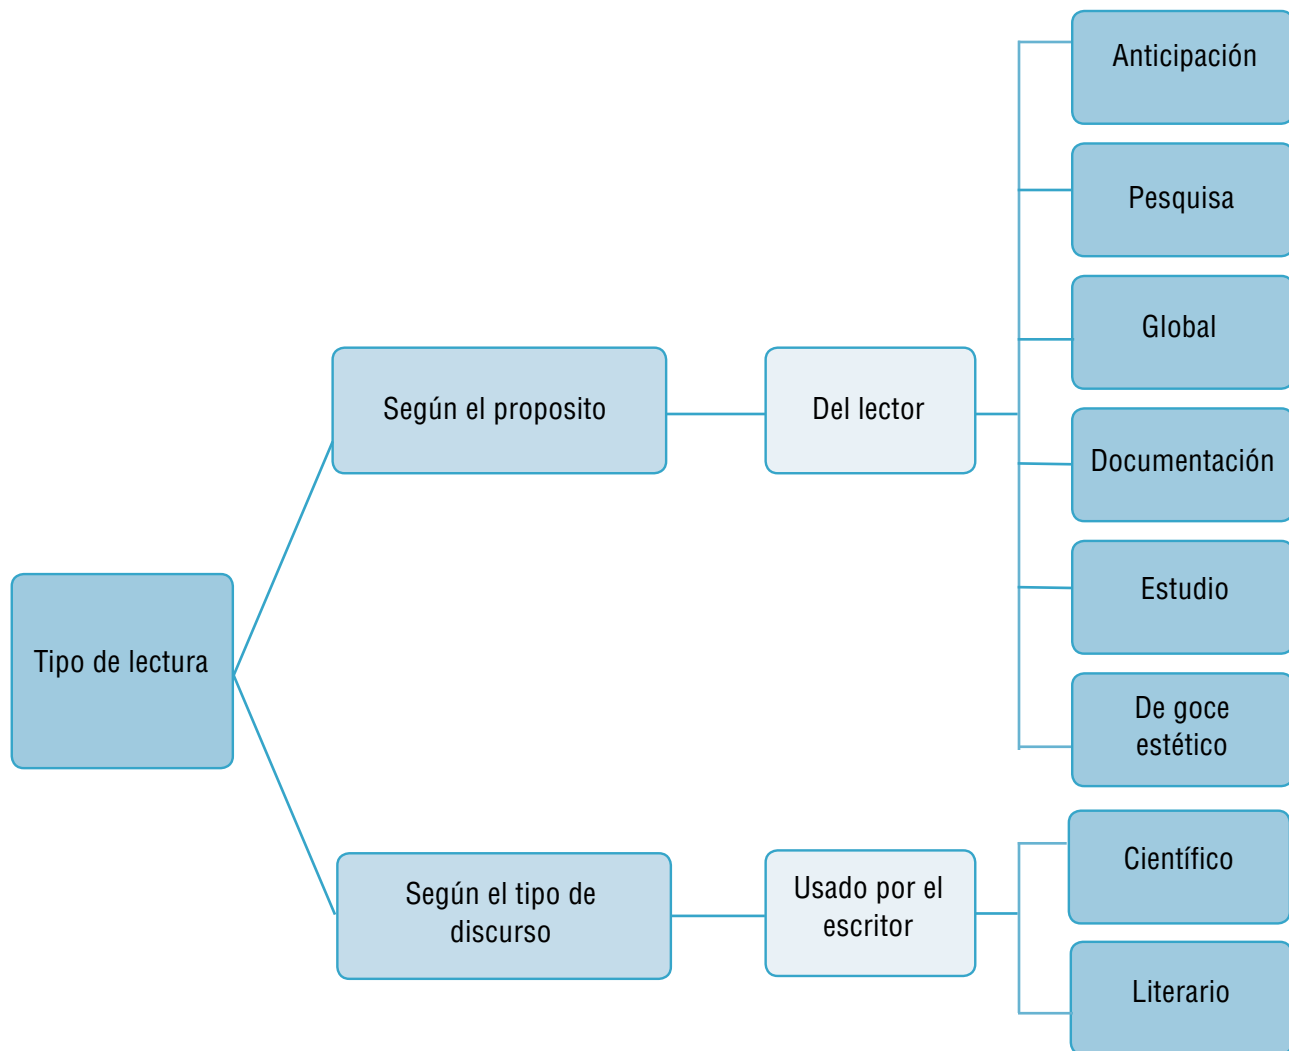 Anticipación
Pesquisa
Global
Según el proposito
Del lector
Documentación
Estudio
Tipo de lectura
De goce
estético
Científico
Según el tipo de
discurso
Usado por el
escritor
Literario